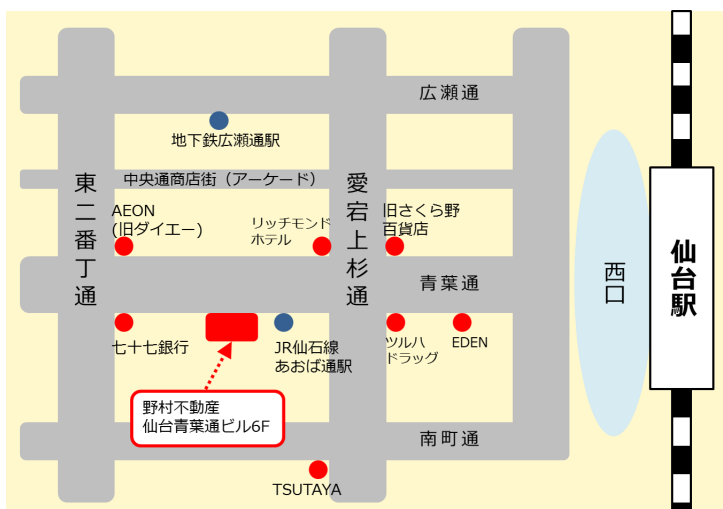 広瀬通
地下鉄広瀬通駅
中央通商店街（アーケード）
東二番丁通
愛宕上杉通
AEON
(旧ダイエー)
リッチモンド
ホテル
旧さくら野
百貨店
青葉通
西口
仙台駅
七十七銀行
JR仙石線
あおば通駅
ツルハ
ドラッグ
EDEN
野村不動産
仙台青葉通ビル6F
南町通
TSUTAYA